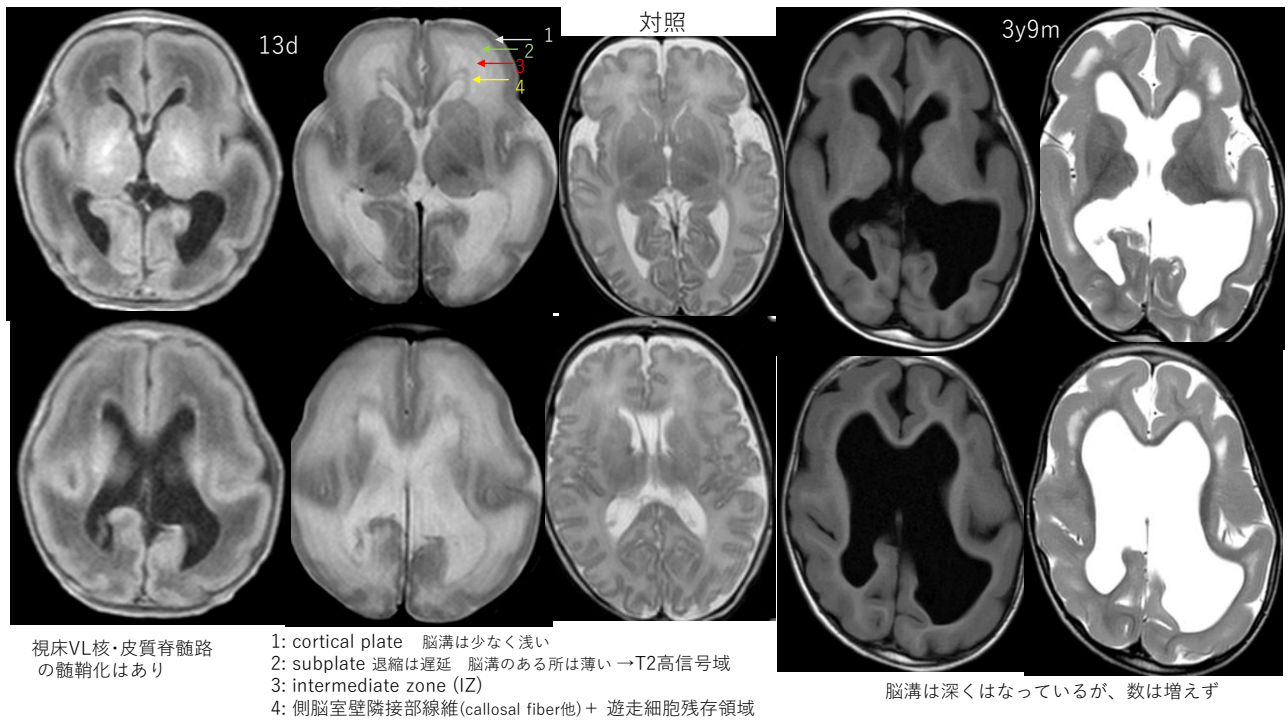 13d
1
2
3
4
対照
3y9m
視床VL核・皮質脊髄路
の髄鞘化はあり
1: cortical plate 脳溝は少なく浅い
2: subplate 退縮は遅延 脳溝のある所は薄い →T2高信号域
3: intermediate zone (IZ)
4: 側脳室壁隣接部線維(callosal fiber他)+ 遊走細胞残存領域
脳溝は深くはなっているが、数は増えず